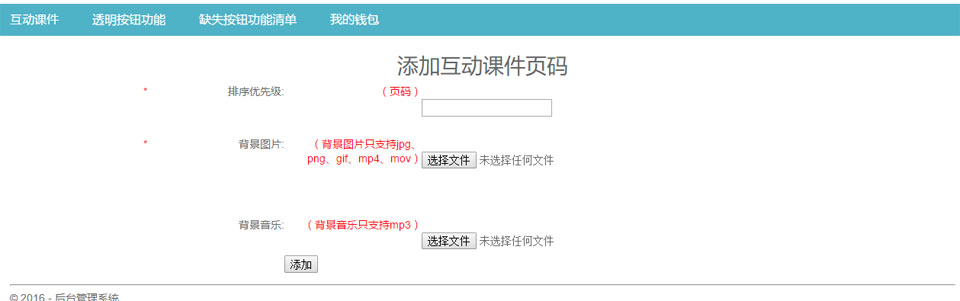 互动课件 透明按钮功能 缺失按钮功能清单 我的钱包
添加互动课件页码
* 排序优先级: （页码）
* 背景图片: （背景图片只支持jpg、
png、gif、mp4、mov） 选择文件 未选择任何文件
背景音乐: （背景音乐只支持mp3）
选择文件 未选择任何文件
添加
© 2016 - 后台管理系统